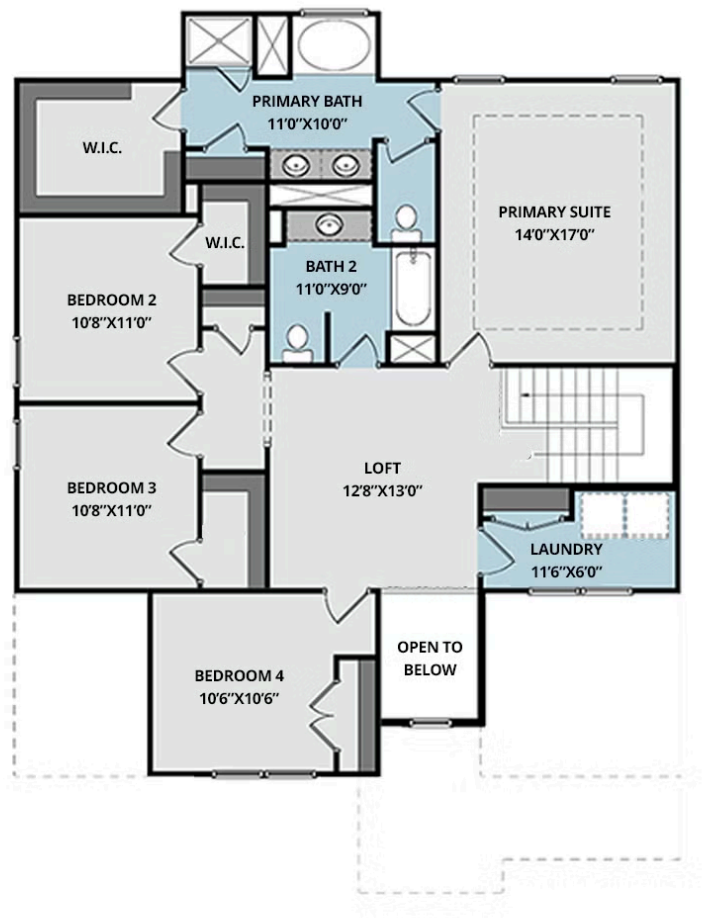 PRIMARY BATH
11'0"X10'0"
W.I.C.
PRIMARY SUITE
14'0"X17'0"
W.I.C.
BATH 2
11'0"X9'0"
BEDROOM 2
10'8"X11'0"
LOFT
12'8"X13'0"
BEDROOM 3
10'8"X11'0"
LAUNDRY
11'6"X6'0"
OPEN TO
BELOW
BEDROOM 4
10'6"X10'6"